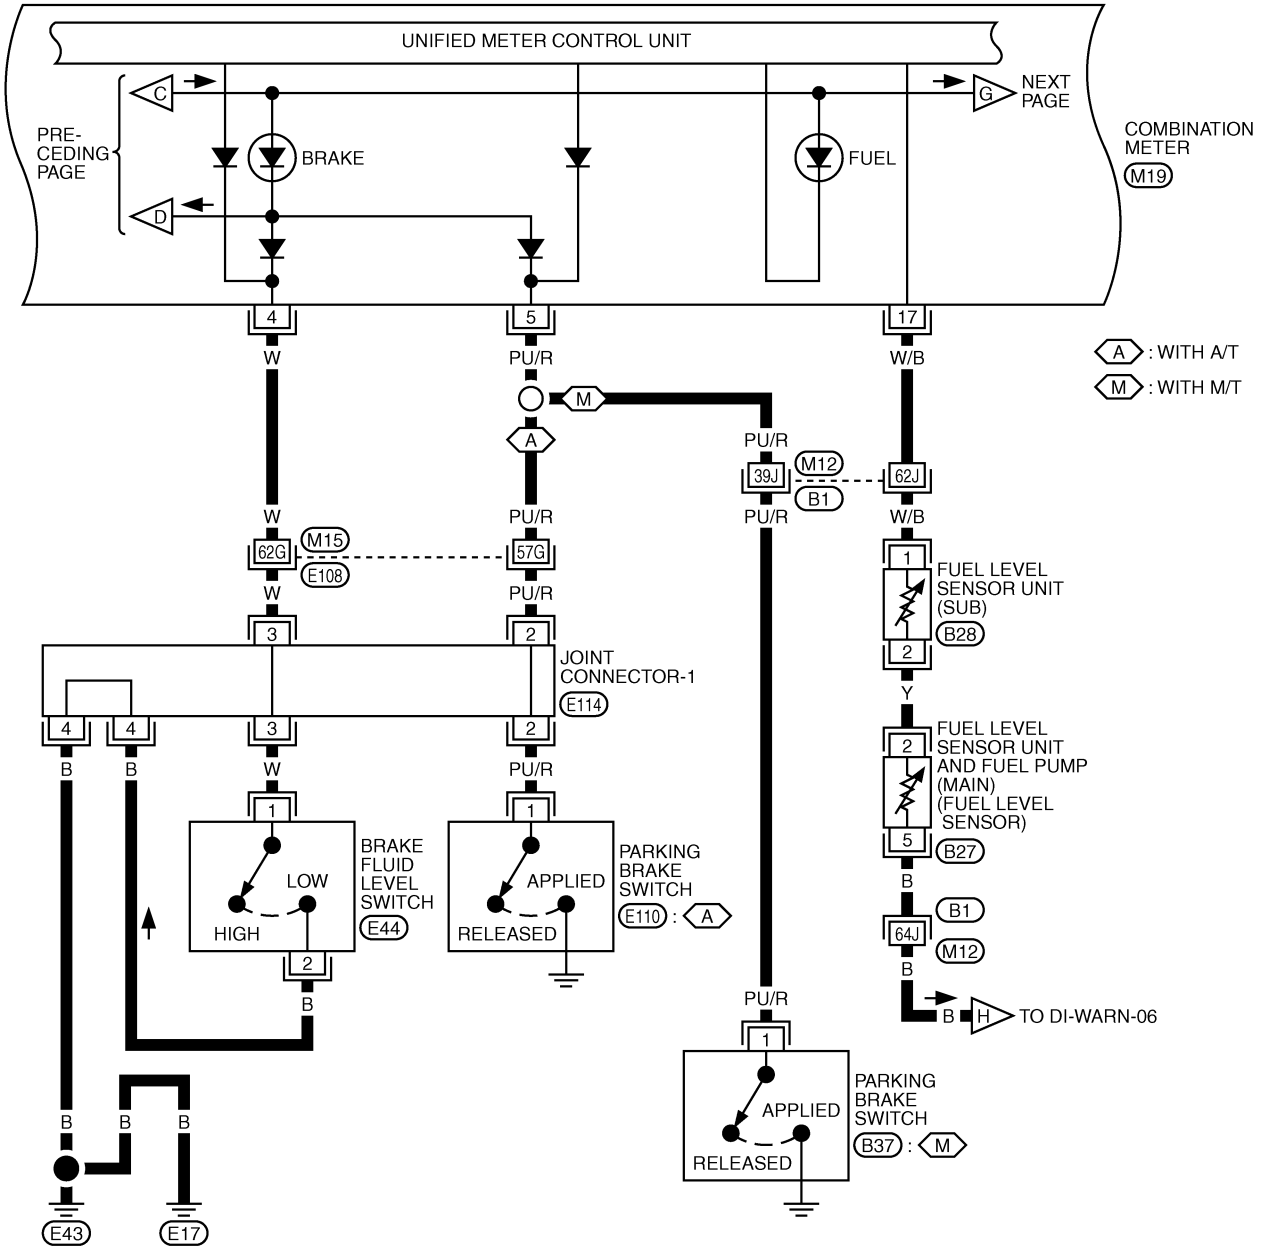 UNIFIED METER CONTROL UNIT
C
G
NEXT
PAGE
PRE-
CEDING
PAGE
BRAKE
FUEL
COMBINATION
METER
M19
D
4
5
17
W
PU/R
W/B
A : WITH A/T
M : WITH M/T
M
A
PU/R
39J
M12
B1
62J
W
PU/R
PU/R
W/B
62G
M15
E108
57G
1
FUEL LEVEL
SENSOR UNIT
(SUB)
B28
W
PU/R
3
2
2
JOINT
CONNECTOR-1
E114
Y
4
4
3
2
2
FUEL LEVEL
SENSOR UNIT
AND FUEL PUMP
(MAIN)
(FUEL LEVEL
SENSOR)
B
B
W
PU/R
1
1
5
B27
BRAKE
FLUID
LEVEL
SWITCH
E44
LOW
HIGH
APPLIED
RELEASED
PARKING
BRAKE
SWITCH
E110 : A
B
B1
64J
M12
2
B
B
PU/R
B
H
TO DI-WARN-06
1
PARKING
BRAKE
SWITCH
B37 : M
APPLIED
RELEASED
B
B
B
E43
E17